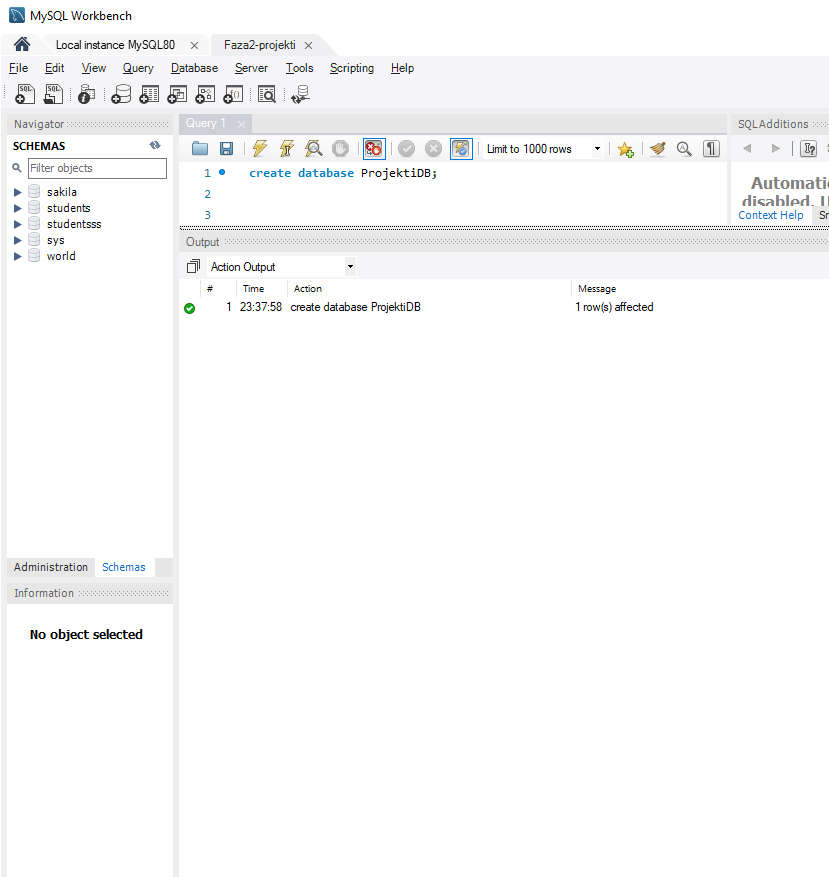 MySQL Workbench
Local instance MySQL80
Faza2-projekti
File Edit View Query Database Server Tools Scripting Help
Navigator
SCHEMAS
Filter objects
sakila
students
studentsss
sys
world
Administration Schemas
Information
No object selected
Query 1
Limit to 1000 rows
1 create database ProjektiDB;
2
3
SQLAdditions
Automatic
disabled. U
Context Help Sn
Output
Action Output
# Time Action Message
1 23:37:58 create database ProjektiDB 1 row(s) affected